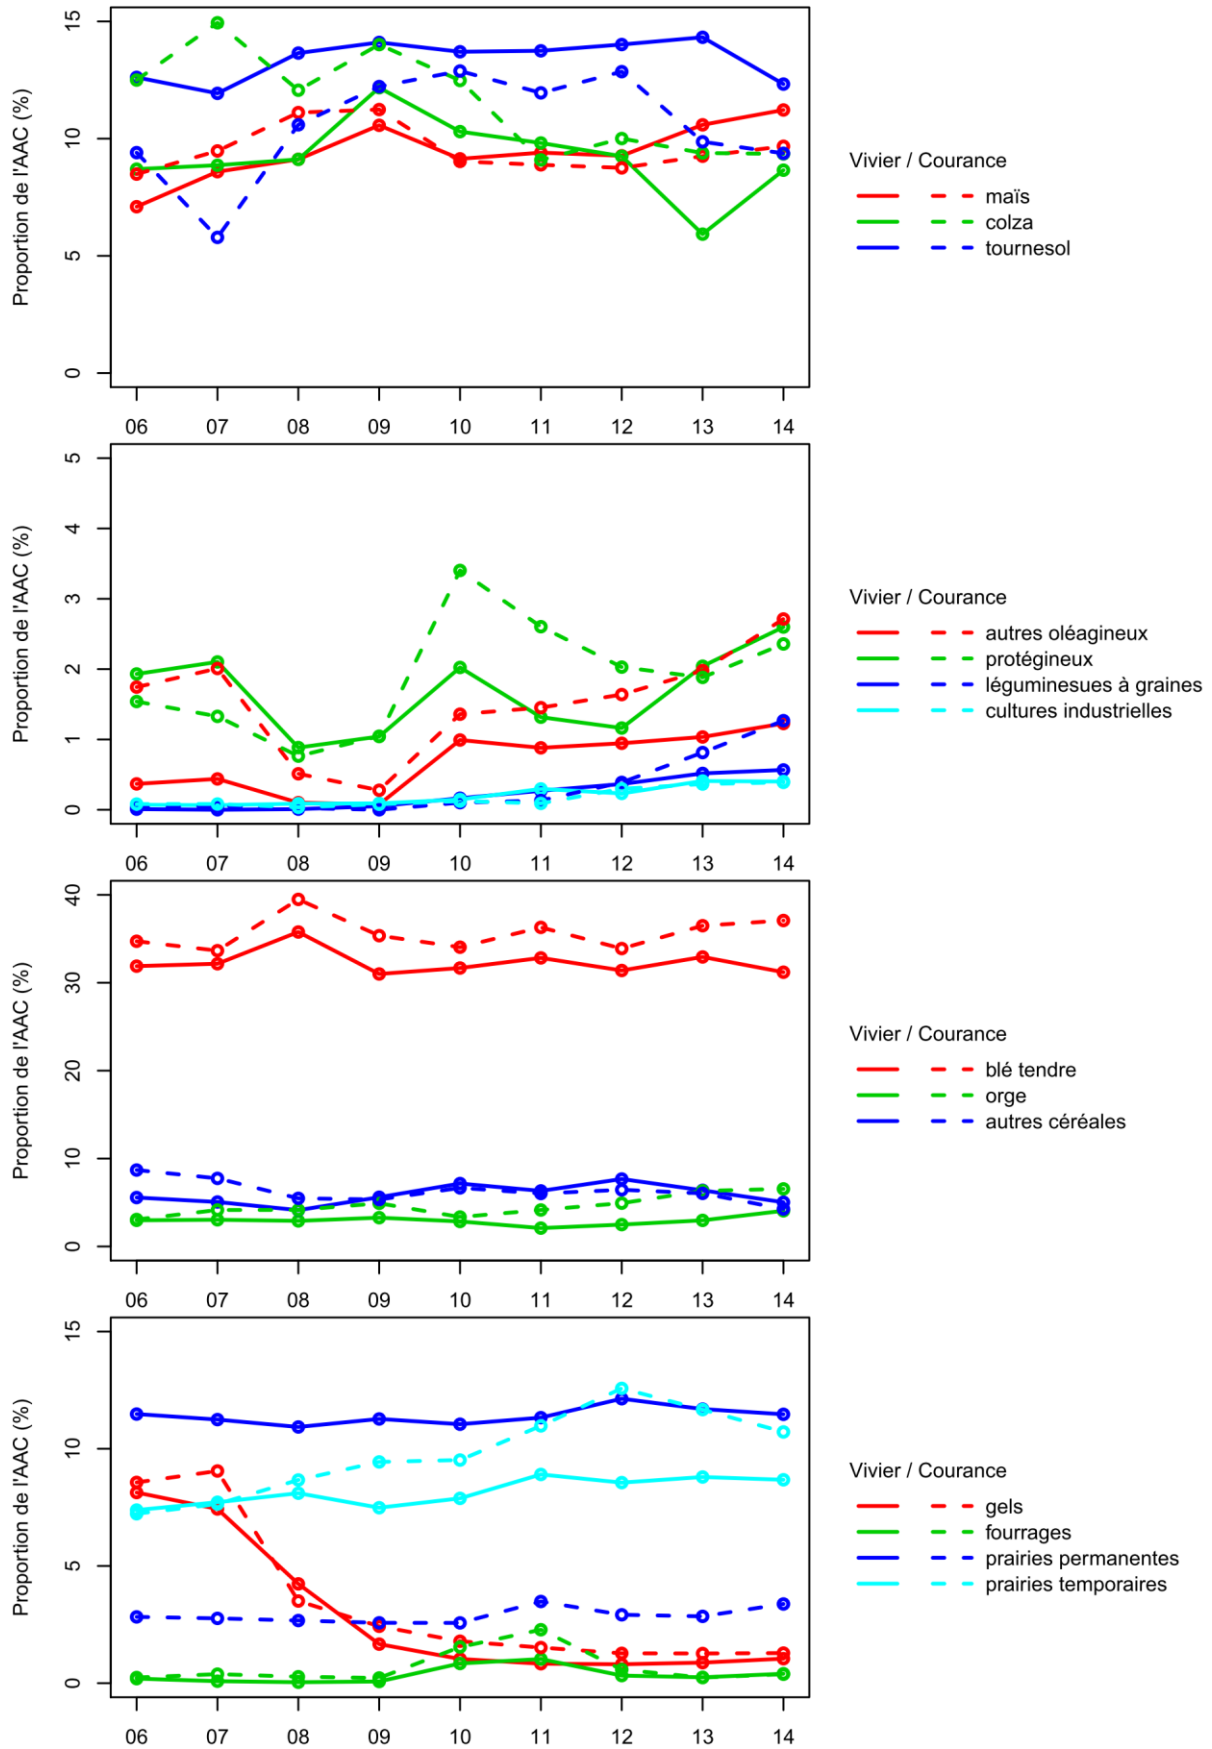 Proportion de l'AAC (%)
15
10
5
0
06 07 08 09 10 11 12 13 14
Vivier / Courance
maïs
colza
tournesol
Proportion de l'AAC (%)
5
4
3
2
1
0
06 07 08 09 10 11 12 13 14
Vivier / Courance
autres oléagineux
protégineux
léguminesues à graines
cultures industrielles
Proportion de l'AAC (%)
40
30
20
10
0
06 07 08 09 10 11 12 13 14
Vivier / Courance
blé tendre
orge
autres céréales
Proportion de l'AAC (%)
15
10
5
0
06 07 08 09 10 11 12 13 14
Vivier / Courance
gels
fourrages
prairies permanentes
prairies temporaires